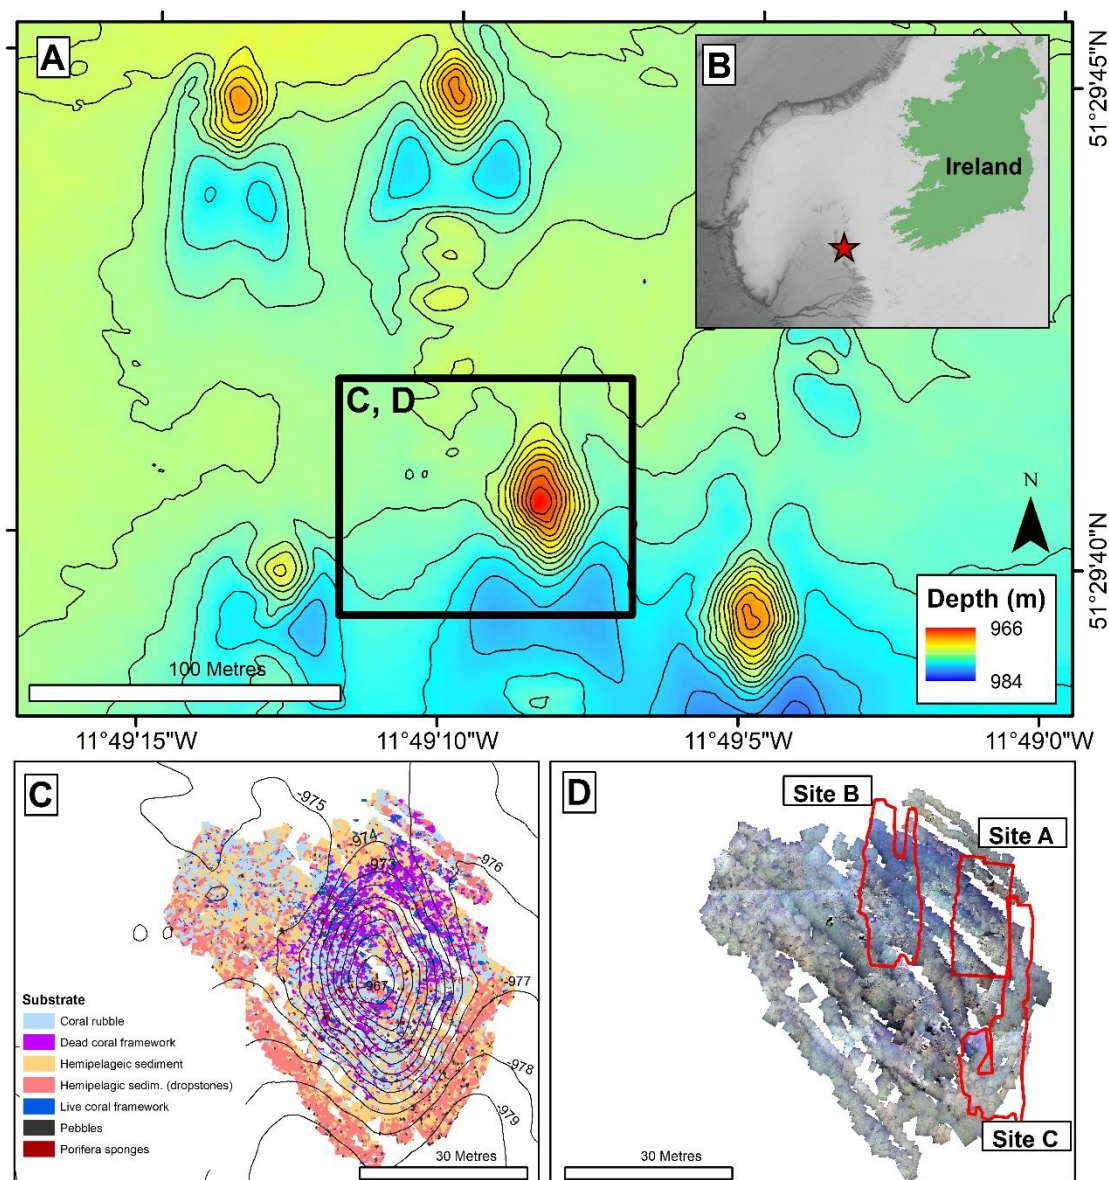 A
B
Ireland
C, D
N
Depth (m)
966
984
100 Metres
51°29'45"N
51°29'40"N
11°49'15"W
11°49'10"W
11°49'5"W
11°49'0"W
C
-975
-974
-973
-976
-967
-977
-978
-979
Substrate
Coral rubble
Dead coral framework
Hemipelageic sediment
Hemipelagic sedim. (dropstones)
Live coral framework
Pebbles
Porifera sponges
30 Metres
D
Site B
Site A
Site C
30 Metres